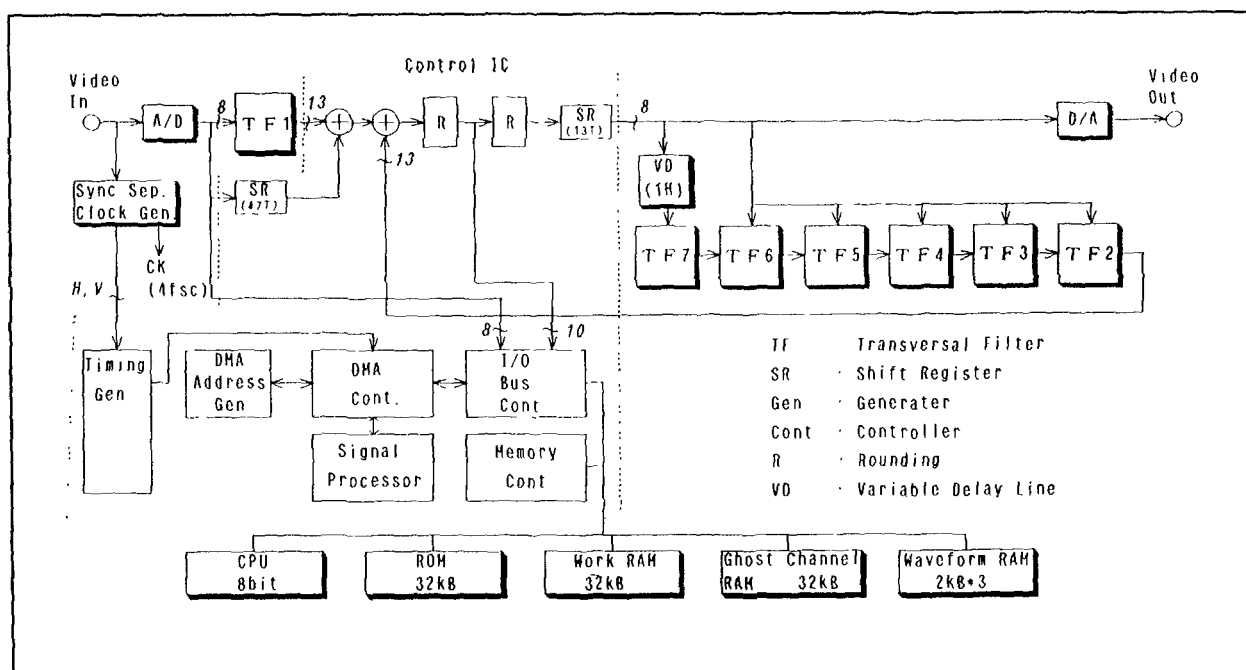 Control IC
Video
In
A/D
8
TF1
13
R
R
SR
(13T)
8
D/A
Video
Out
13
VD
(1H)
Sync Sep.
Clock Gen.
SR
(47T)
CK
(4fsc)
H, V
TF7
TF6
TF5
TF4
TF3
TF2
8
10
Timing
Gen
DMA
Address
Gen
DMA
Cont.
I/O
Bus
Cont
Signal
Processor
Memory
Cont
TF · Transversal Filter
SR · Shift Register
Gen · Generater
Cont · Controller
R · Rounding
VD · Variable Delay Line
CPU
8bit
ROM
32kB
Work RAM
32kB
Ghost Channel
RAM 32kB
Waveform RAM
2kB*3